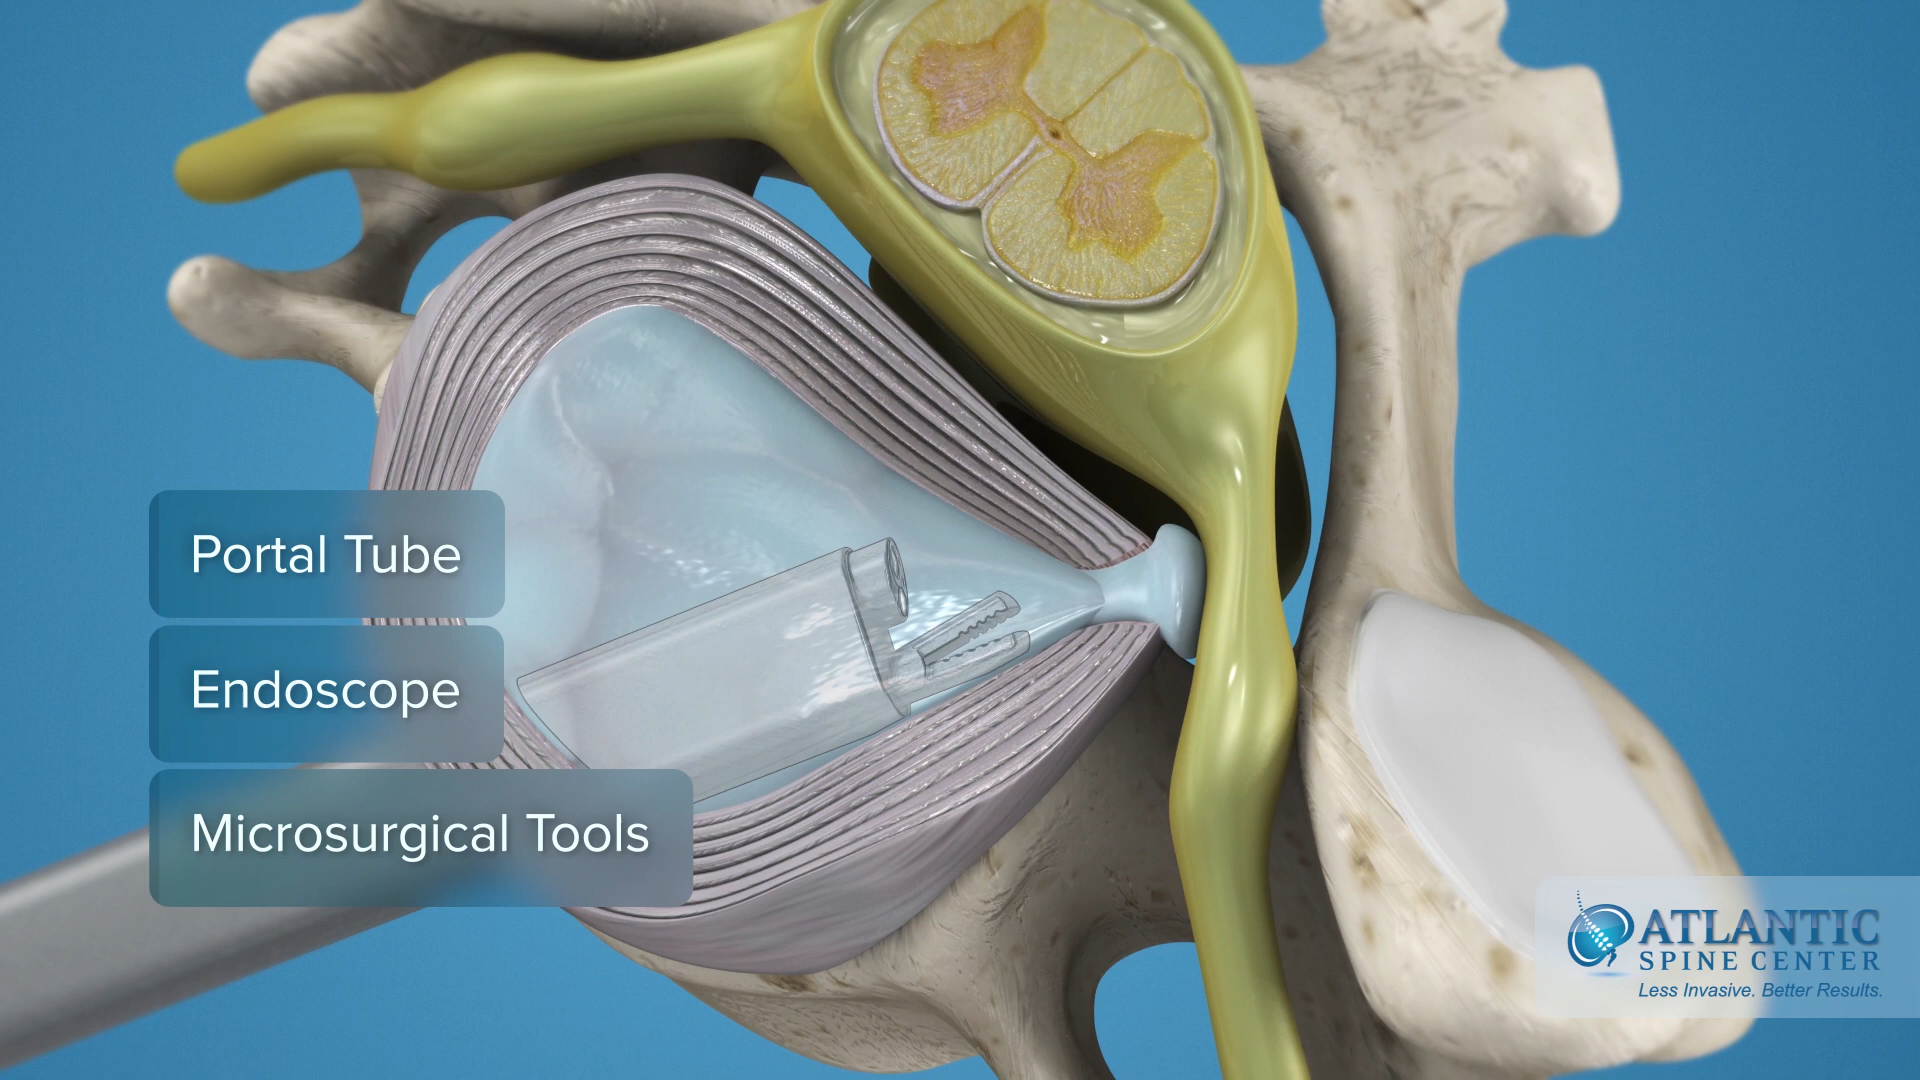 Portal Tube
Endoscope
Microsurgical Tools
ATLANTIC
SPINE CENTER
Less Invasive. Better Results.